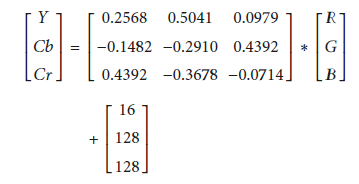 Y 0.2568 0.5041 0.0979 R
Cb = -0.1482 -0.2910 0.4392 * G
Cr 0.4392 -0.3678 -0.0714 B
16
+ 128
128